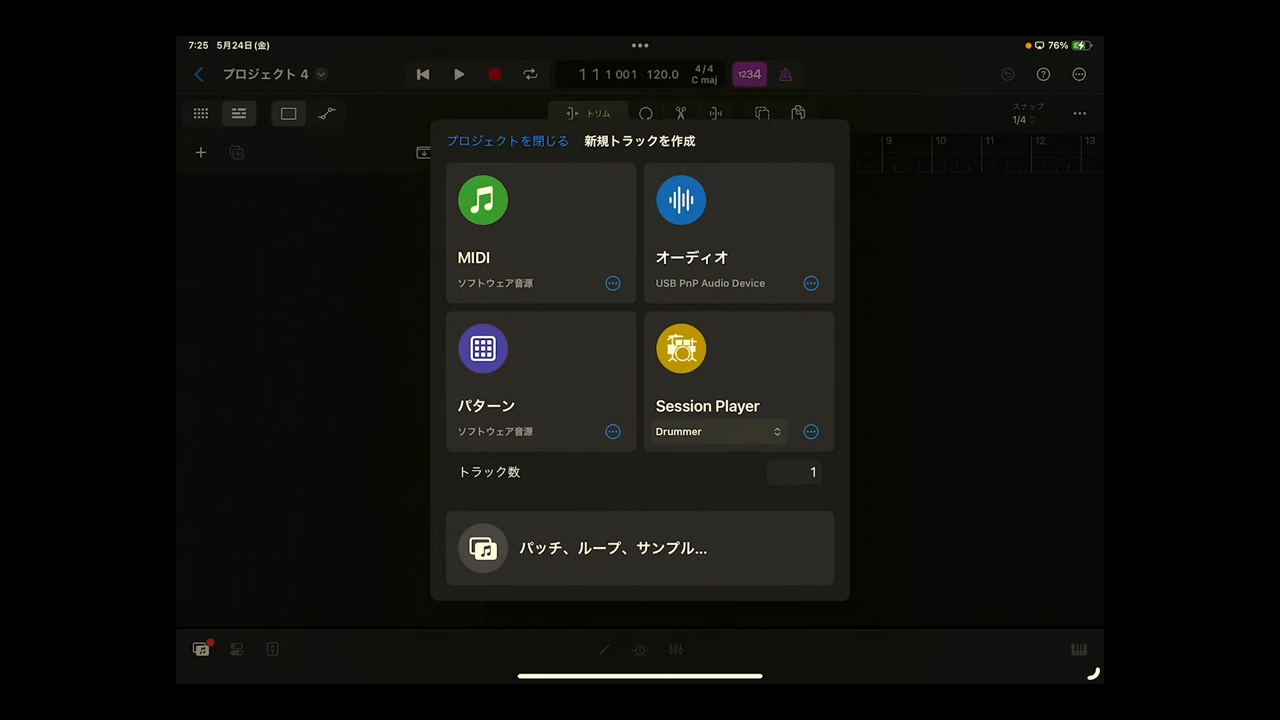 7:25 5月24日(金)
76%
プロジェクト 4
1 1 1 001 120.0 4/4 C maj
1234
トリム
スナップ
1/4
9 10 11 12 13
プロジェクトを閉じる 新規トラックを作成
MIDI
ソフトウェア音源
オーディオ
USB PnP Audio Device
パターン
ソフトウェア音源
Session Player
Drummer
トラック数 1
パッチ、ループ、サンプル...